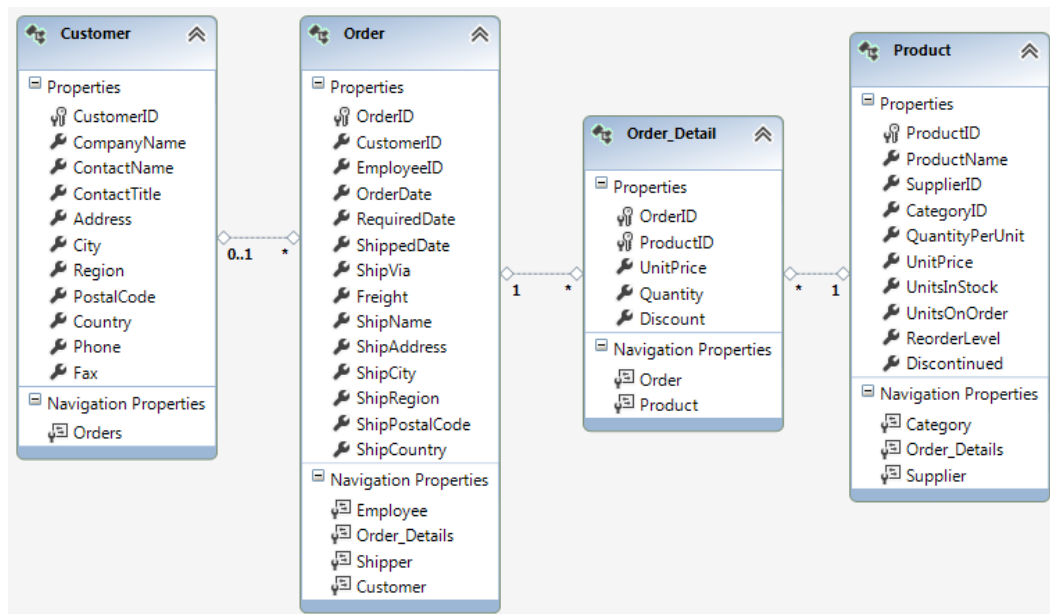 Customer
Properties
CustomerID
CompanyName
ContactName
ContactTitle
Address
City
Region
PostalCode
Country
Phone
Fax
Navigation Properties
Orders
0..1
*
Order
Properties
OrderID
CustomerID
EmployeeID
OrderDate
RequiredDate
ShippedDate
ShipVia
Freight
ShipName
ShipAddress
ShipCity
ShipRegion
ShipPostalCode
ShipCountry
Navigation Properties
Employee
Order_Details
Shipper
Customer
1
*
Order_Detail
Properties
OrderID
ProductID
UnitPrice
Quantity
Discount
Navigation Properties
Order
Product
*
1
Product
Properties
ProductID
ProductName
SupplierID
CategoryID
QuantityPerUnit
UnitPrice
UnitsInStock
UnitsOnOrder
ReorderLevel
Discontinued
Navigation Properties
Category
Order_Details
Supplier